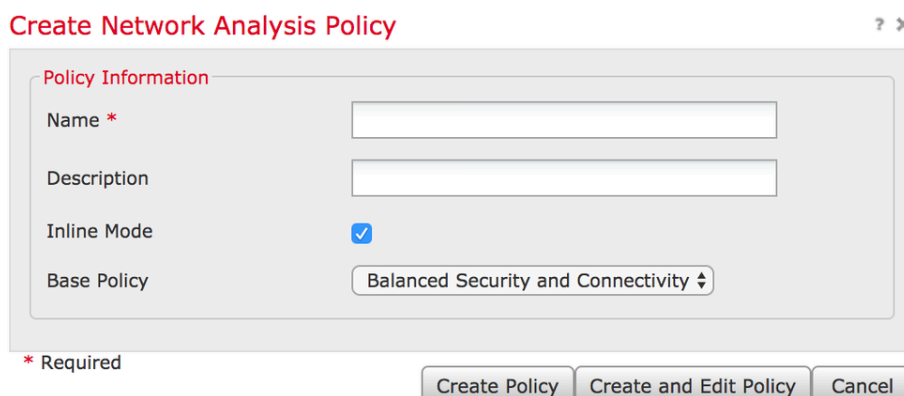 Create Network Analysis Policy ?
Policy Information
Name *
Description
Inline Mode
Base Policy Balanced Security and Connectivity
* Required
Create Policy Create and Edit Policy Cancel